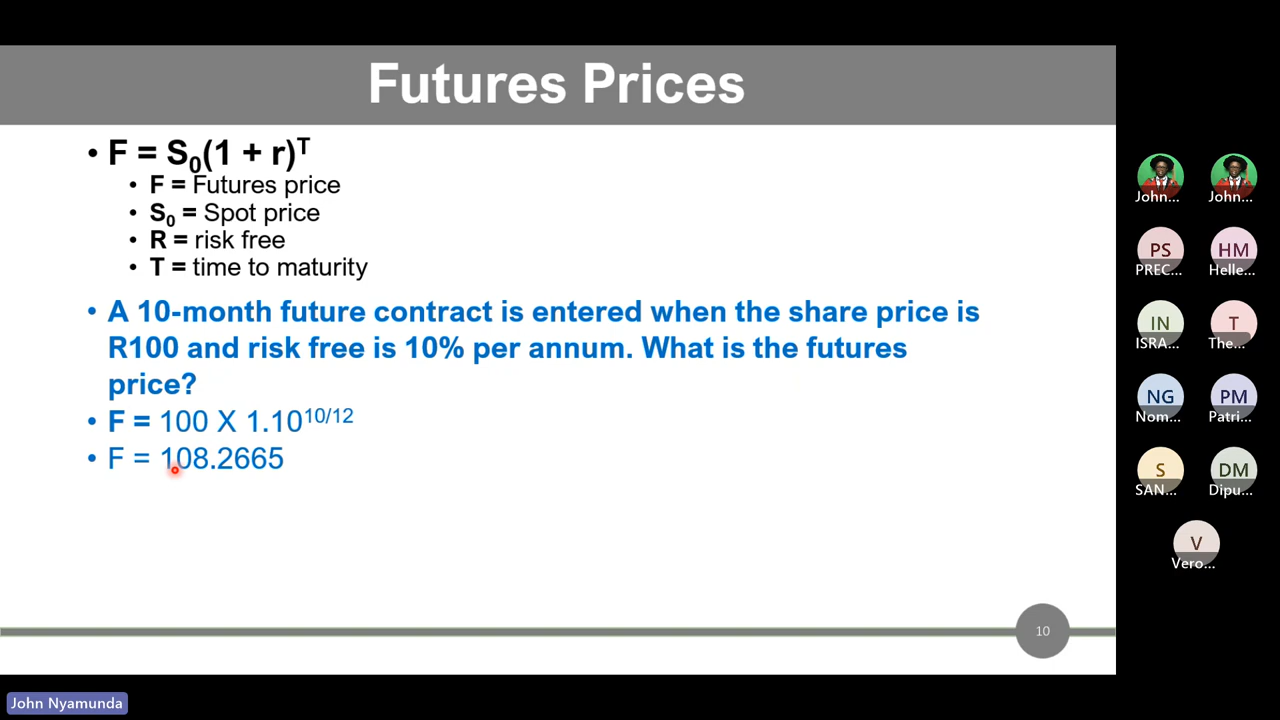 Futures Prices
• F = S₀(1 + r)ᵀ
• F = Futures price
• S₀ = Spot price
• R = risk free
• T = time to maturity
• A 10-month future contract is entered when the share price is
R100 and risk free is 10% per annum. What is the futures
price?
• F = 100 X 1.10¹⁰/¹²
• F = 108.2665
10
John...
John...
PS
PREC...
HM
Helle...
IN
ISRA...
T
The...
NG
Nom...
PM
Patri...
S
SAN...
DM
Dipu...
V
Vero...
John Nyamunda